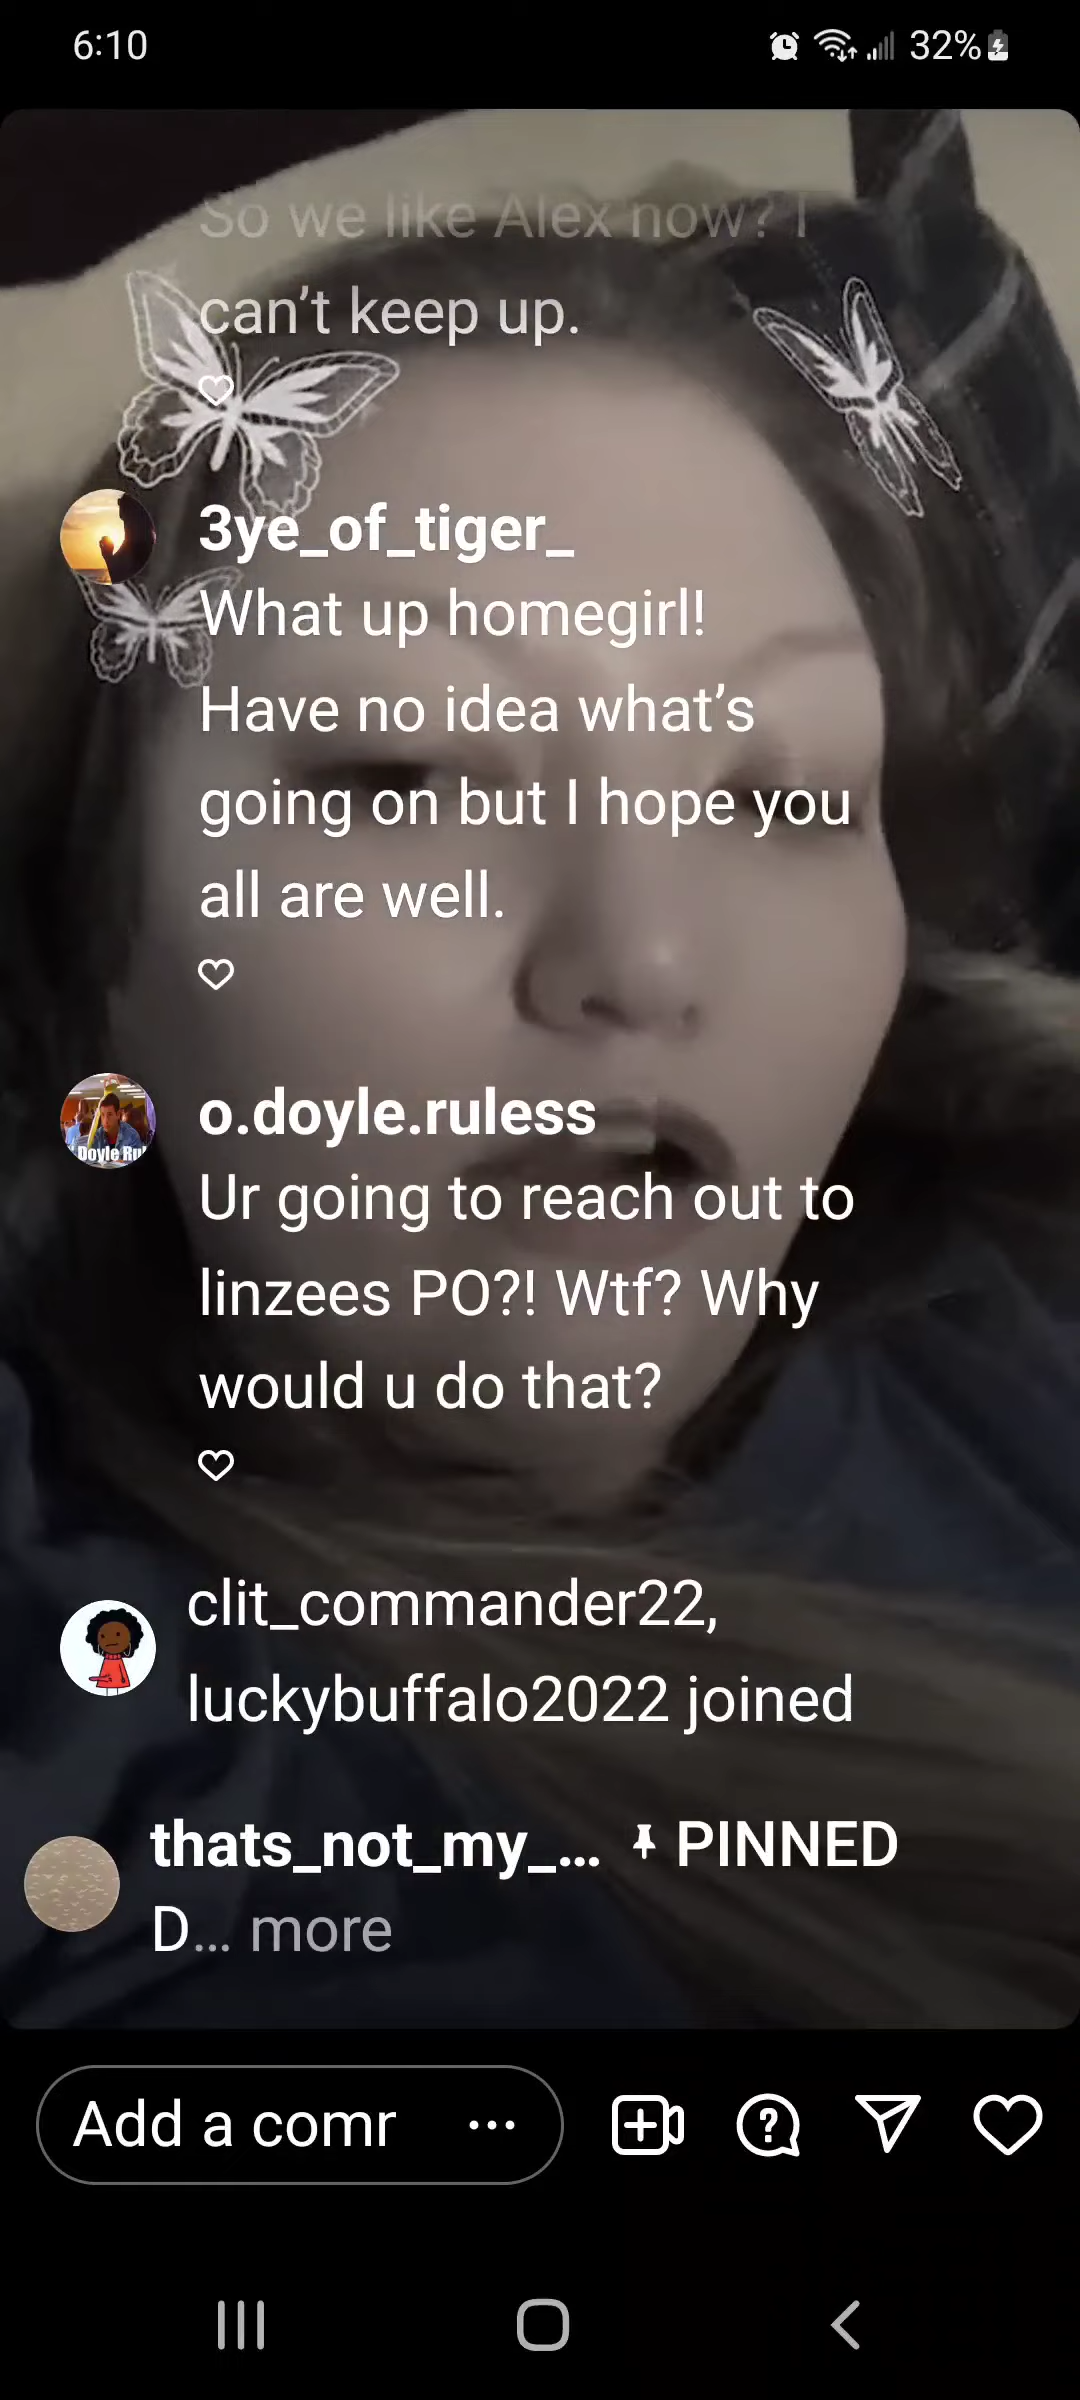 6:10
32%
So we like Alex now? I
can’t keep up.
3ye_of_tiger_
What up homegirl!
Have no idea what’s
going on but I hope you
all are well.
o.doyle.ruless
Doyle Rul
Ur going to reach out to
linzees PO?! Wtf? Why
would u do that?
clit_commander22,
luckybuffalo2022 joined
thats_not_my_... PINNED
D... more
Add a comr